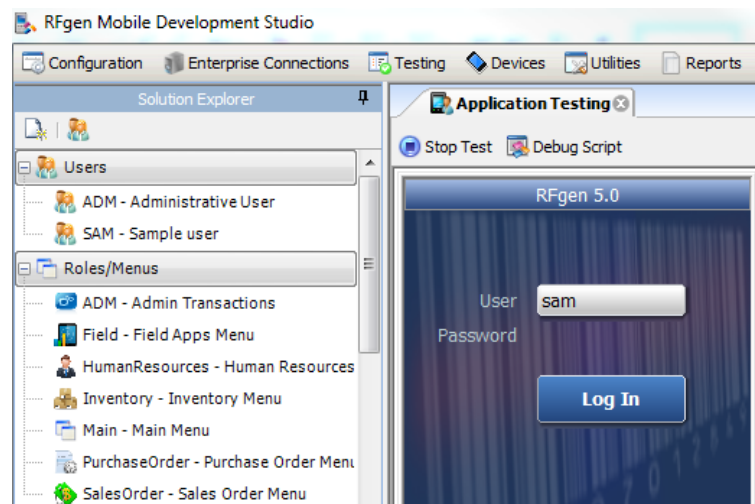 RFgen Mobile Development Studio
Configuration Enterprise Connections Testing Devices Utilities Reports
Solution Explorer
Users
ADM - Administrative User
SAM - Sample user
Roles/Menus
ADM - Admin Transactions
Field - Field Apps Menu
HumanResources - Human Resources
Inventory - Inventory Menu
Main - Main Menu
PurchaseOrder - Purchase Order Menu
SalesOrder - Sales Order Menu
Application Testing
Stop Test Debug Script
RFgen 5.0
User sam
Password
Log In